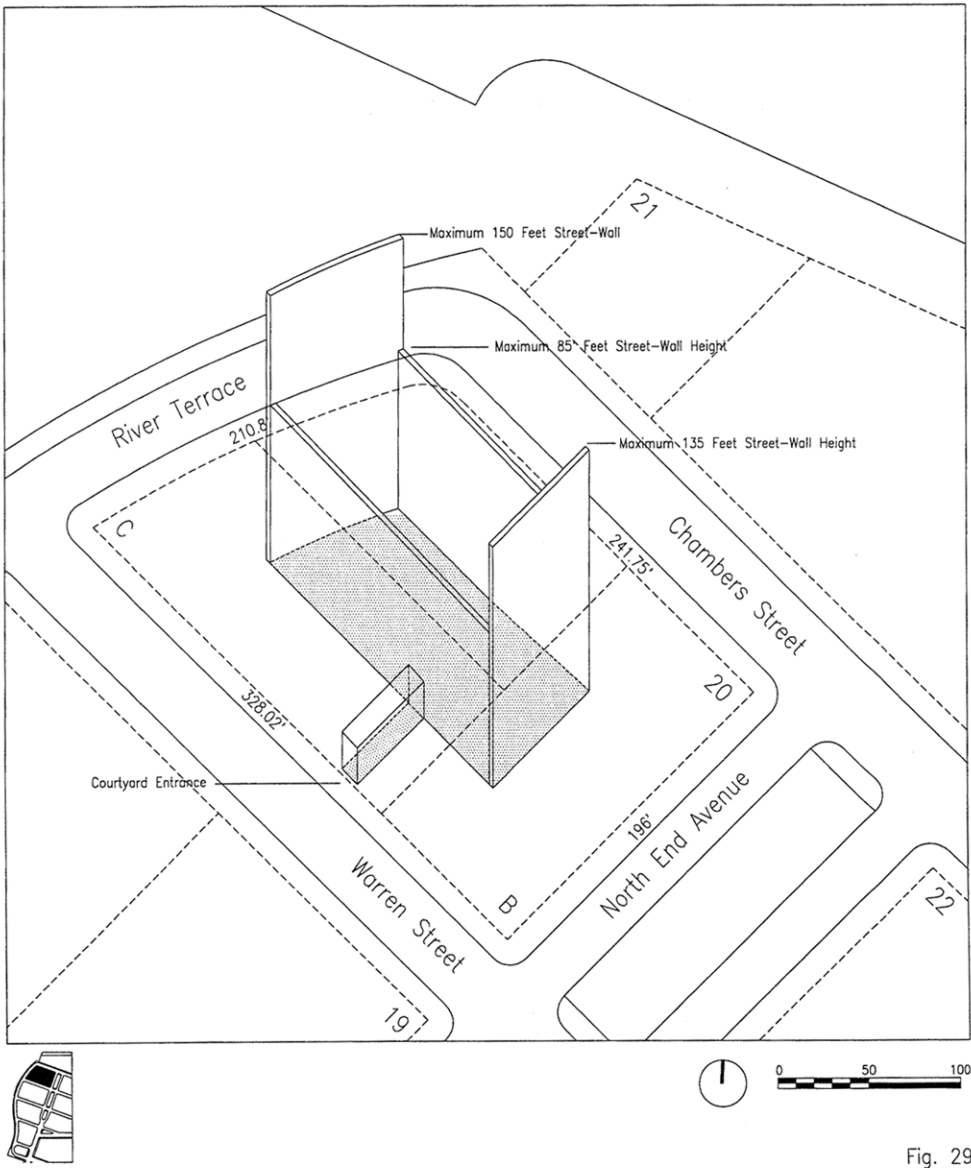 21
Maximum 150 Feet Street-Wall
Maximum 85' Feet Street-Wall Height
River Terrace
210.8
Maximum 135 Feet Street-Wall Height
C
Chambers Street
241.75'
20
328.02'
Courtyard Entrance
196'
North End Avenue
Warren Street
B
22
19
0 50 100
Fig. 29